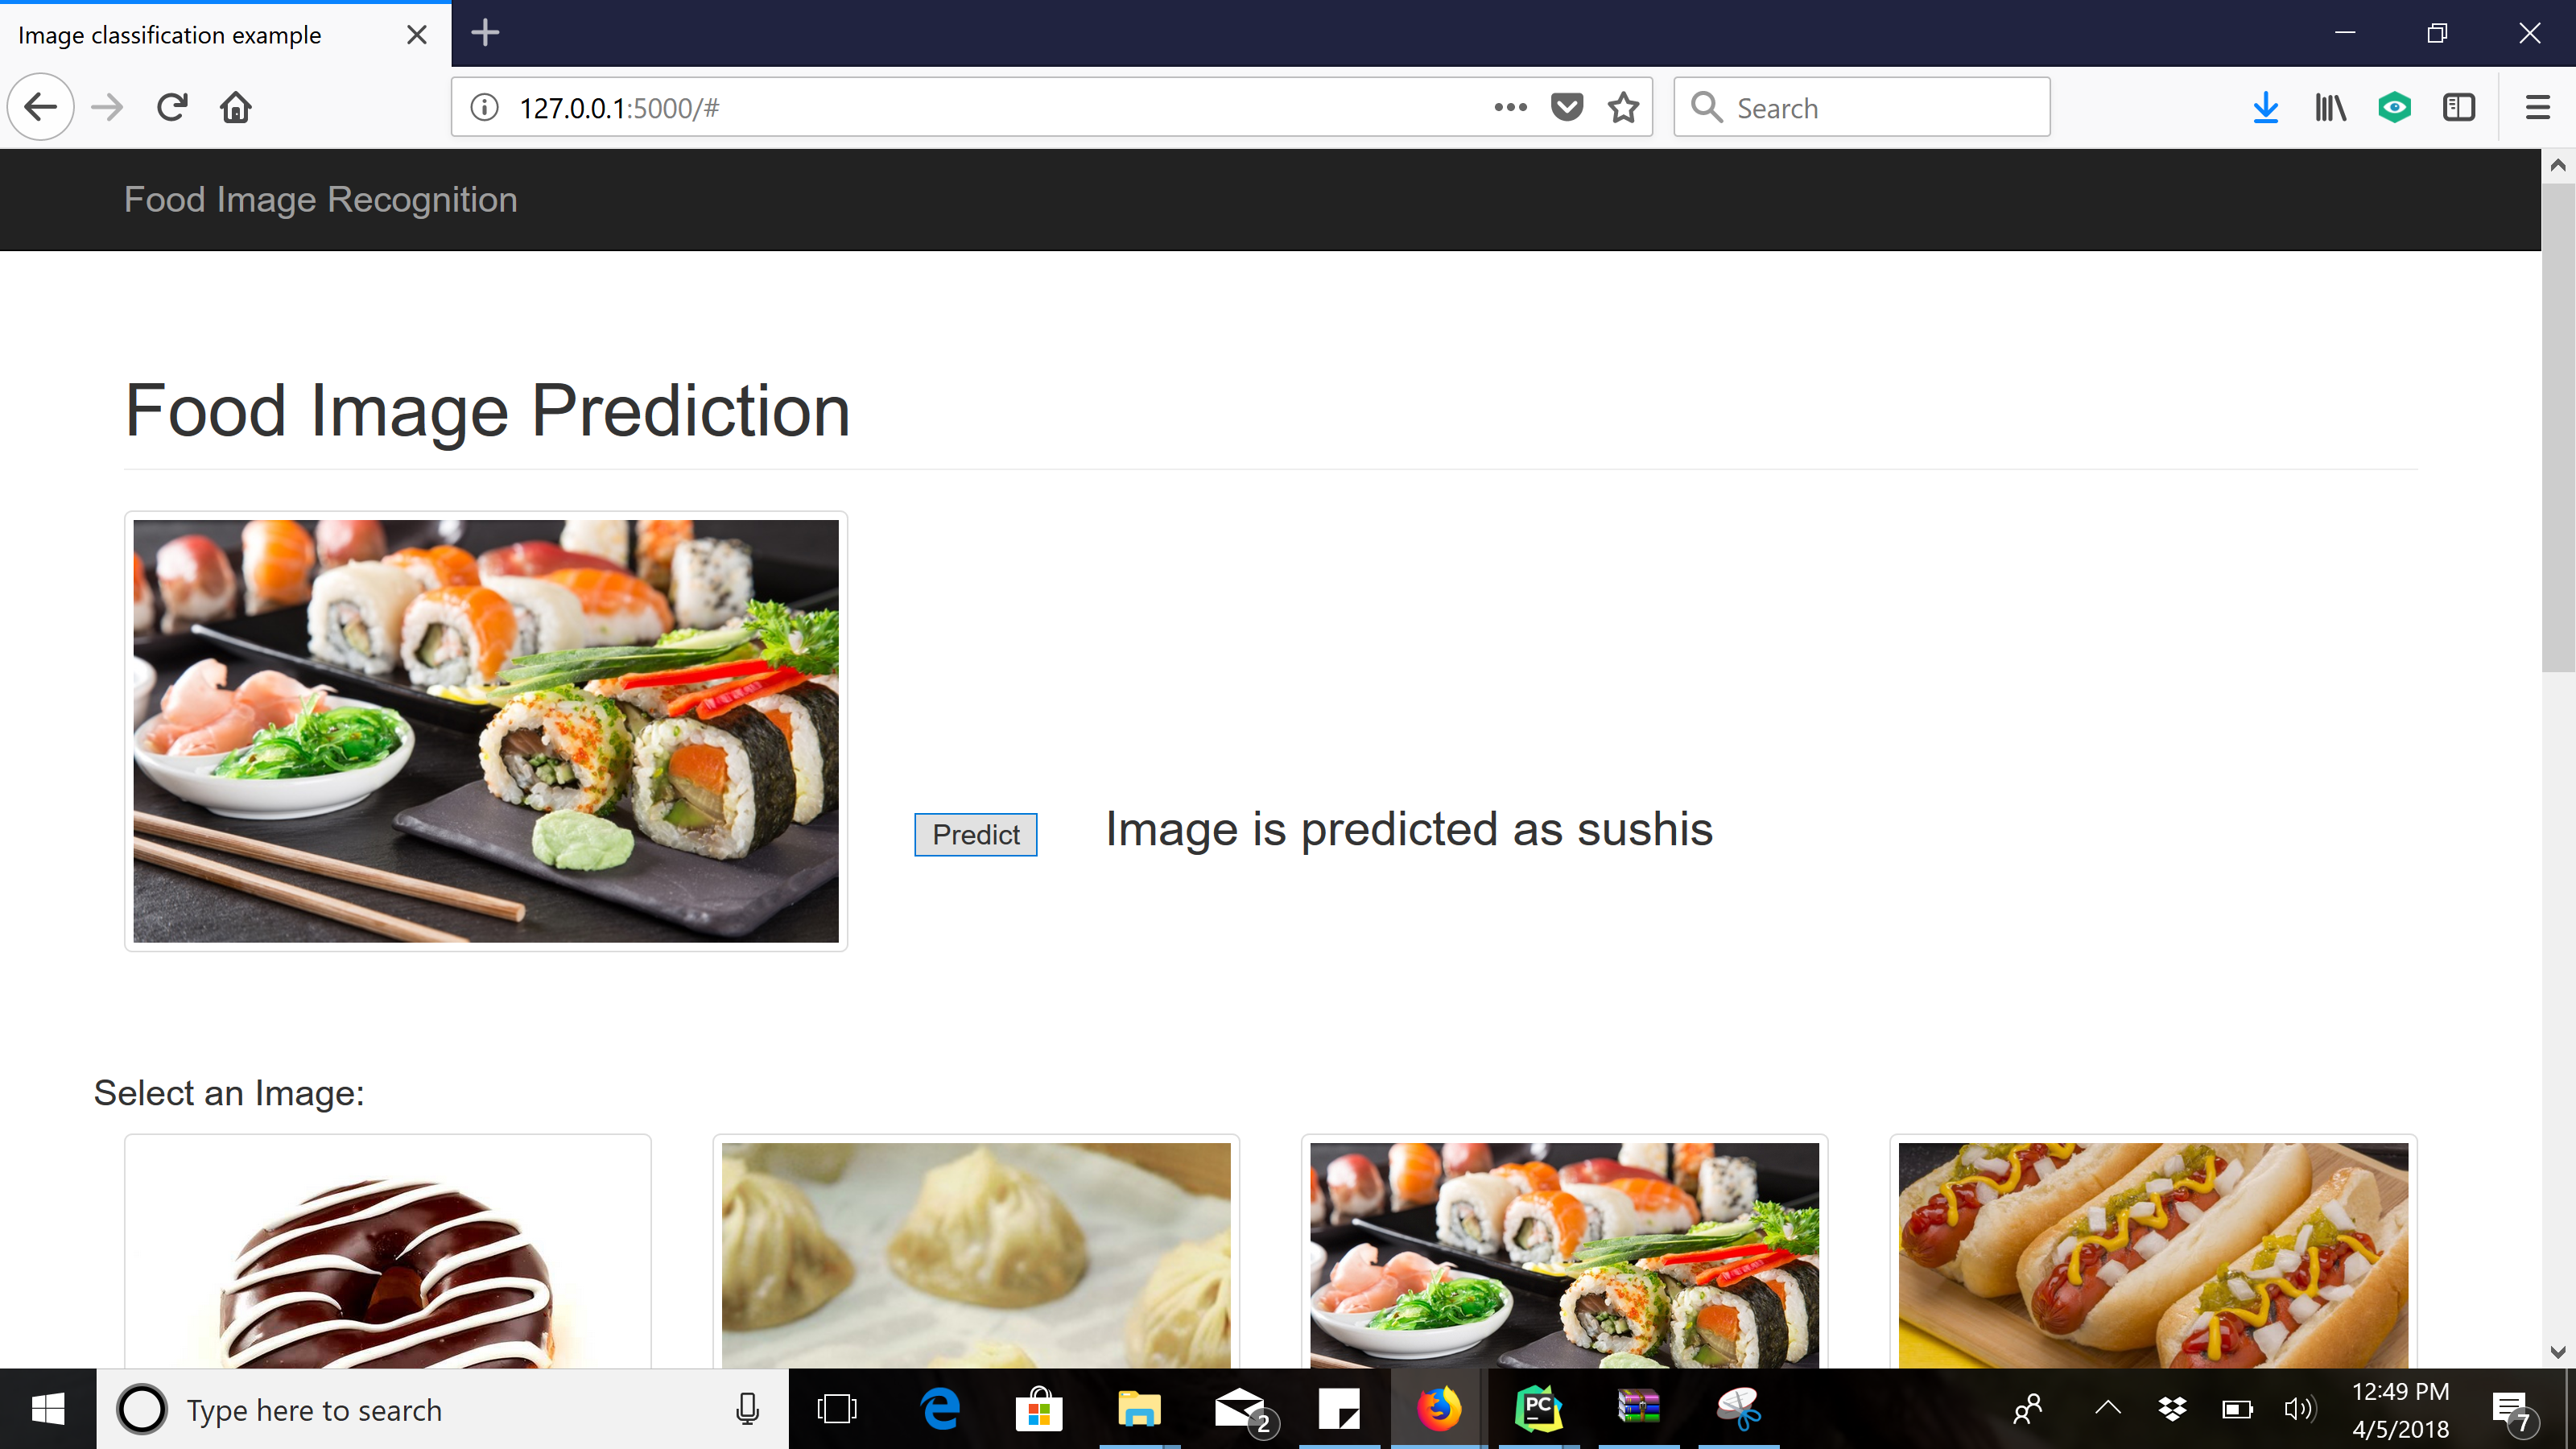 Image classification example
127.0.0.1:5000/#
Search
Food Image Recognition
Food Image Prediction
Predict
Image is predicted as sushis
Select an Image:
Type here to search
2
PC
12:49 PM
4/5/2018
7